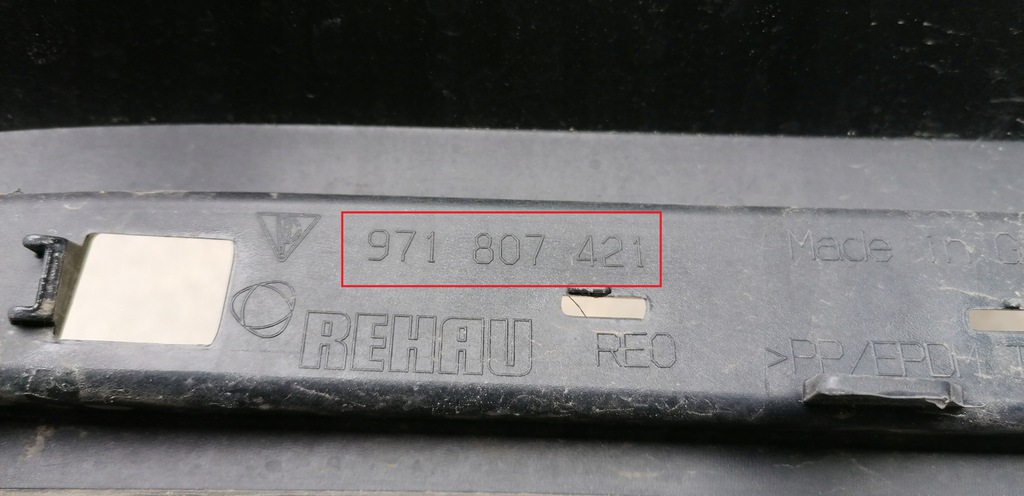 971 807 421
Made in G
REHAU
REO
>PP/EPDM